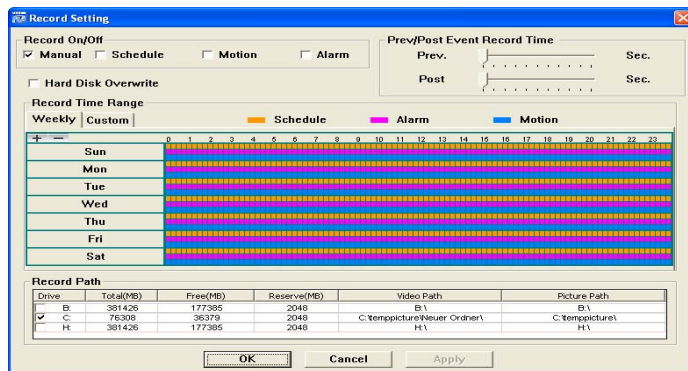 Record Setting
Record On/Off
Manual Schedule Motion Alarm
Prev/Post Event Record Time
Prev. Sec.
Post Sec.
Hard Disk Overwrite
Record Time Range
Weekly Custom Schedule Alarm Motion
+ − 0 1 2 3 4 5 6 7 8 9 10 11 12 13 14 15 16 17 18 19 20 21 22 23
Sun
Mon
Tue
Wed
Thu
Fri
Sat
Record Path
Drive Total(MB) Free(MB) Reserve(MB) Video Path Picture Path
B: 381426 177385 2048 B:\ B:\
C: 76308 36379 2048 C:\temppicture\Neuer Ordner\ C:\temppicture\
H: 381426 177385 2048 H:\ H:\
OK Cancel Apply